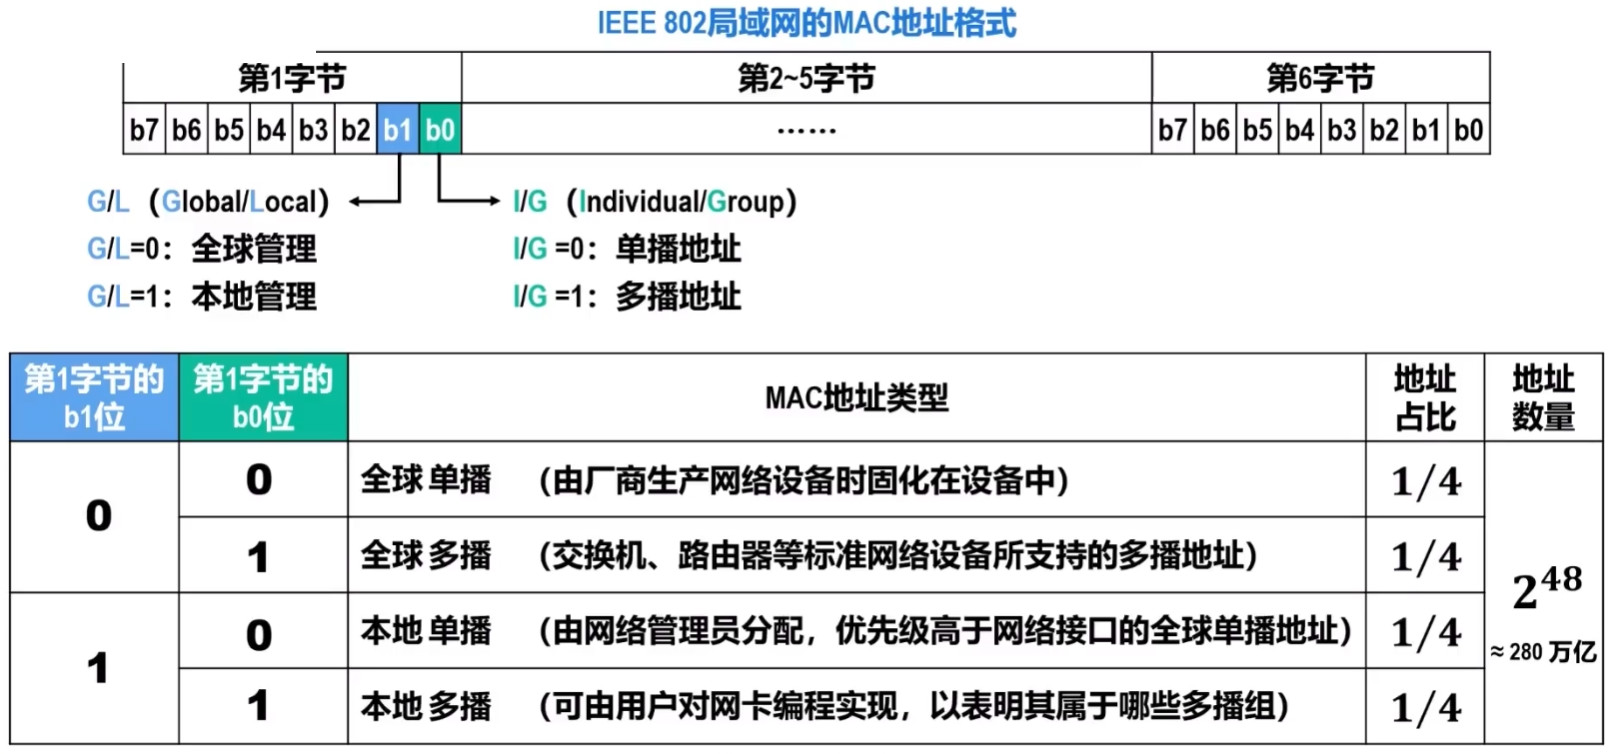 IEEE 802局域网的MAC地址格式
第1字节 第2~5字节 第6字节
b7 b6 b5 b4 b3 b2 b1 b0 …… b7 b6 b5 b4 b3 b2 b1 b0
G/L（Global/Local） I/G（Individual/Group）
G/L=0：全球管理 I/G =0：单播地址
G/L=1：本地管理 I/G =1：多播地址
第1字节的b1位 第1字节的b0位 MAC地址类型 地址占比 地址数量
0 0 全球 单播 （由厂商生产网络设备时固化在设备中） 1/4
1 全球 多播 （交换机、路由器等标准网络设备所支持的多播地址） 1/4
1 0 本地 单播 （由网络管理员分配，优先级高于网络接口的全球单播地址） 1/4
1 本地 多播 （可由用户对网卡编程实现，以表明其属于哪些多播组） 1/4
2⁴⁸
≈ 280 万亿